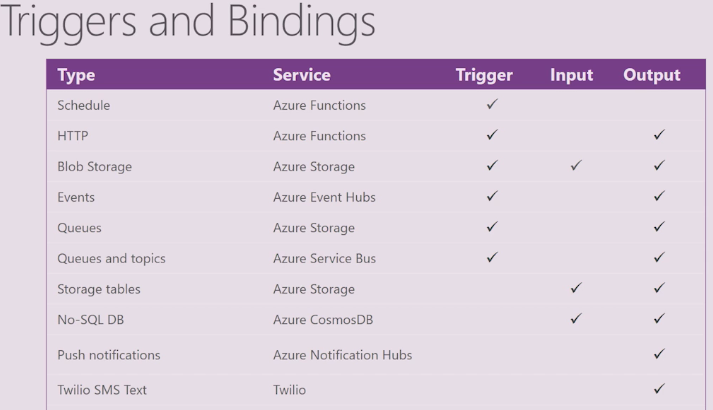 Triggers and Bindings
Type Service Trigger Input Output
Schedule Azure Functions ✓
HTTP Azure Functions ✓ ✓
Blob Storage Azure Storage ✓ ✓ ✓
Events Azure Event Hubs ✓ ✓
Queues Azure Storage ✓ ✓
Queues and topics Azure Service Bus ✓ ✓
Storage tables Azure Storage ✓ ✓
No-SQL DB Azure CosmosDB ✓ ✓
Push notifications Azure Notification Hubs ✓
Twilio SMS Text Twilio ✓